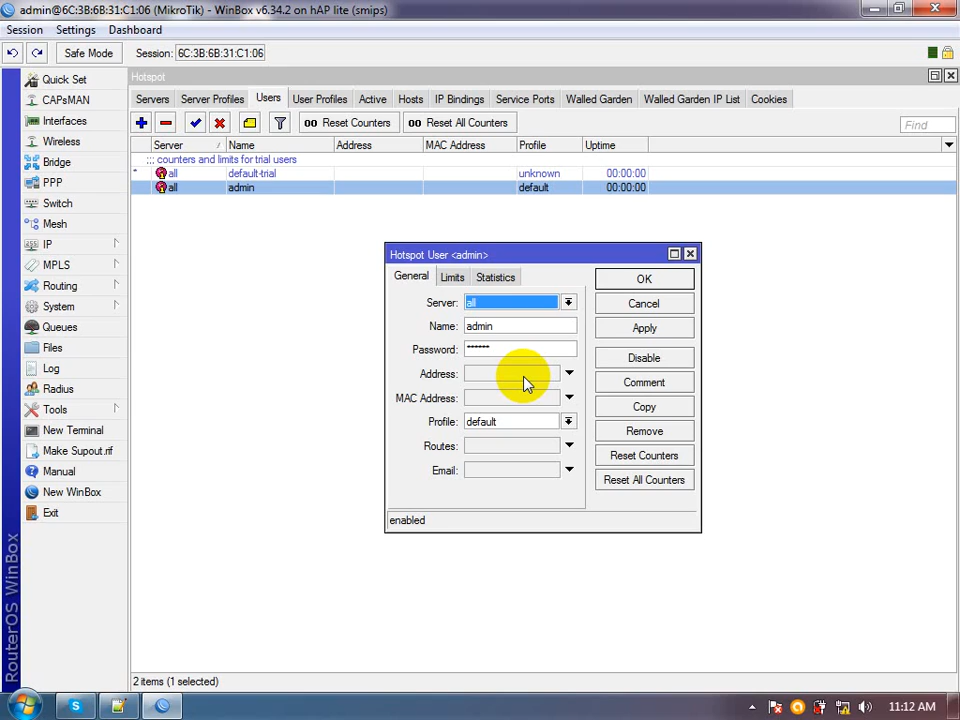 admin@6C:3B:6B:31:C1:06 (MikroTik) - WinBox v6.34.2 on hAP lite (smips)
Session Settings Dashboard
Safe Mode Session: 6C:3B:6B:31:C1:06
Quick Set
CAPsMAN
Interfaces
Wireless
Bridge
PPP
Switch
Mesh
IP
MPLS
Routing
System
Queues
Files
Log
Radius
Tools
New Terminal
Make Supout.rif
Manual
New WinBox
Exit
RouterOS WinBox
Hotspot
Servers Server Profiles Users User Profiles Active Hosts IP Bindings Service Ports Walled Garden Walled Garden IP List Cookies
00 Reset Counters 00 Reset All Counters Find
Server / Name Address MAC Address Profile Uptime
::: counters and limits for trial users
* all default-trial unknown 00:00:00
all admin default 00:00:00
Hotspot User <admin>
General Limits Statistics
Server: all
Name: admin
Password: ******
Address:
MAC Address:
Profile: default
Routes:
Email:
OK
Cancel
Apply
Disable
Comment
Copy
Remove
Reset Counters
Reset All Counters
enabled
2 items (1 selected)
11:12 AM